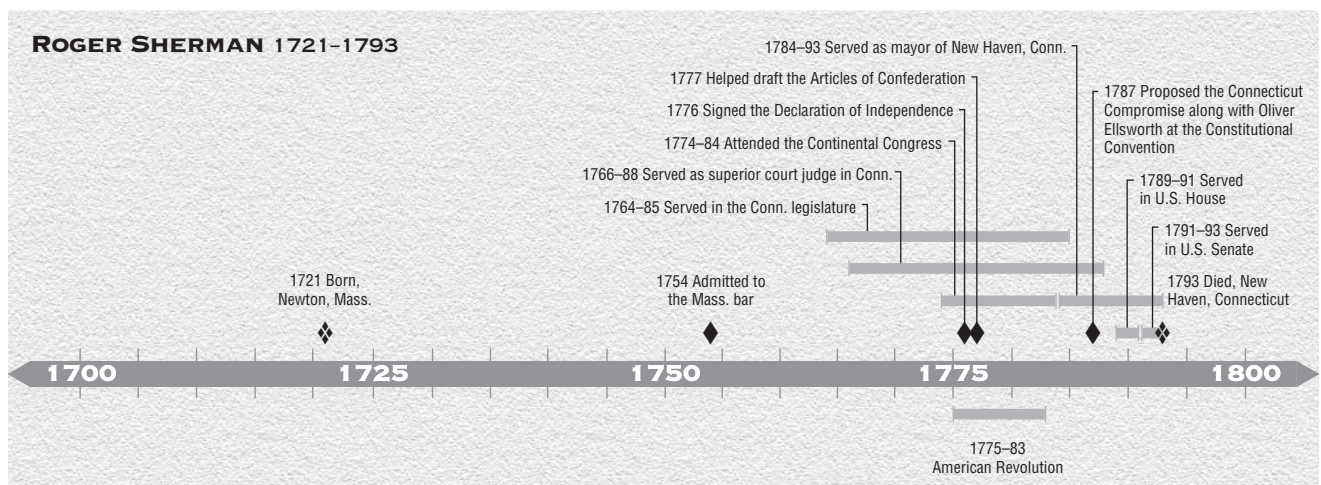 ROGER SHERMAN 1721–1793
1784–93 Served as mayor of New Haven, Conn.
1777 Helped draft the Articles of Confederation
1776 Signed the Declaration of Independence
1774–84 Attended the Continental Congress
1766–88 Served as superior court judge in Conn.
1764–85 Served in the Conn. legislature
1787 Proposed the Connecticut
Compromise along with Oliver
Ellsworth at the Constitutional
Convention
1789–91 Served
in U.S. House
1791–93 Served
in U.S. Senate
1721 Born,
Newton, Mass.
1754 Admitted to
the Mass. bar
1793 Died, New
Haven, Connecticut
1700
1725
1750
1775
1800
1775–83
American Revolution